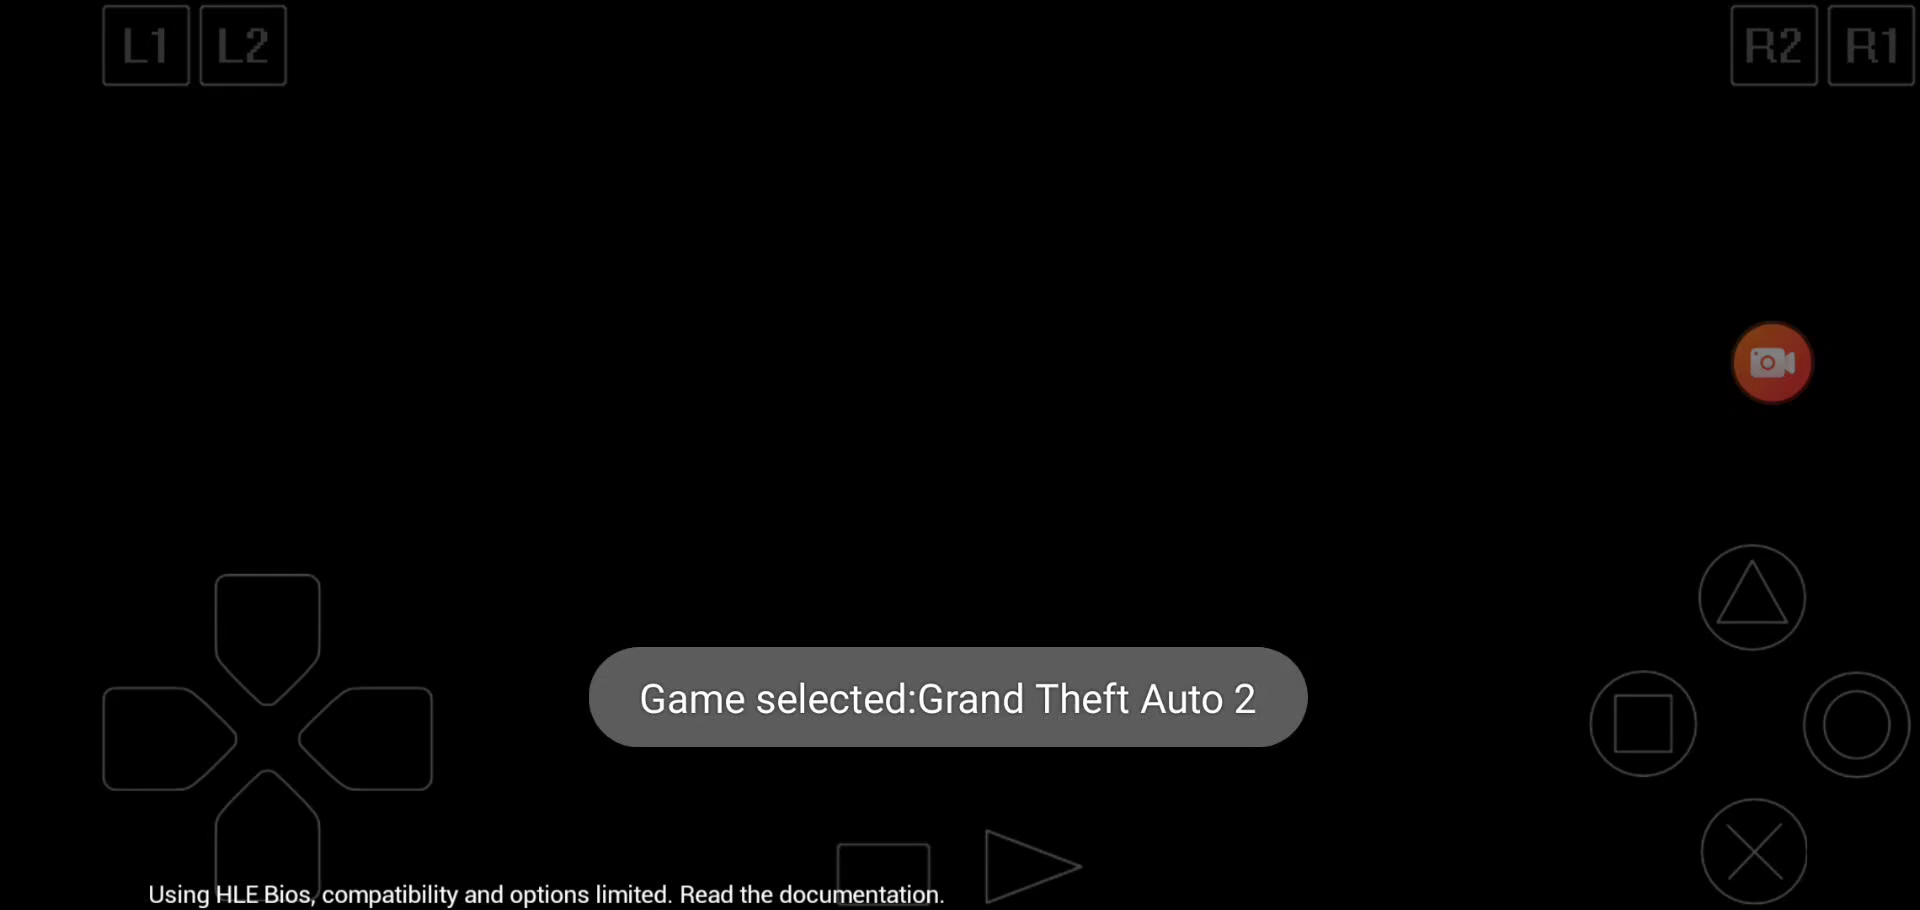 L1 L2 R2 R1
Game selected:Grand Theft Auto 2
Using HLE Bios, compatibility and options limited. Read the documentation.